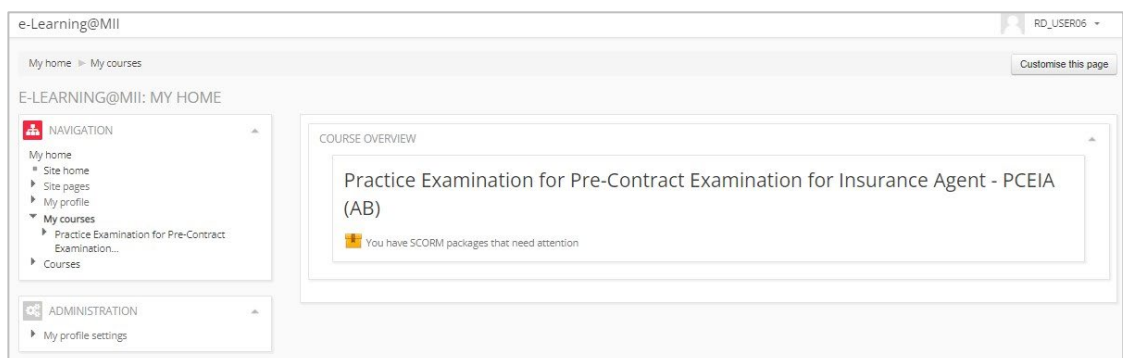 e-Learning@MII
RD_USER06
My home My courses
Customise this page
E-LEARNING@MII: MY HOME
NAVIGATION
My home
Site home
Site pages
My profile
My courses
Practice Examination for Pre-Contract
Examination...
Courses
ADMINISTRATION
My profile settings
COURSE OVERVIEW
Practice Examination for Pre-Contract Examination for Insurance Agent - PCEIA
(AB)
You have SCORM packages that need attention